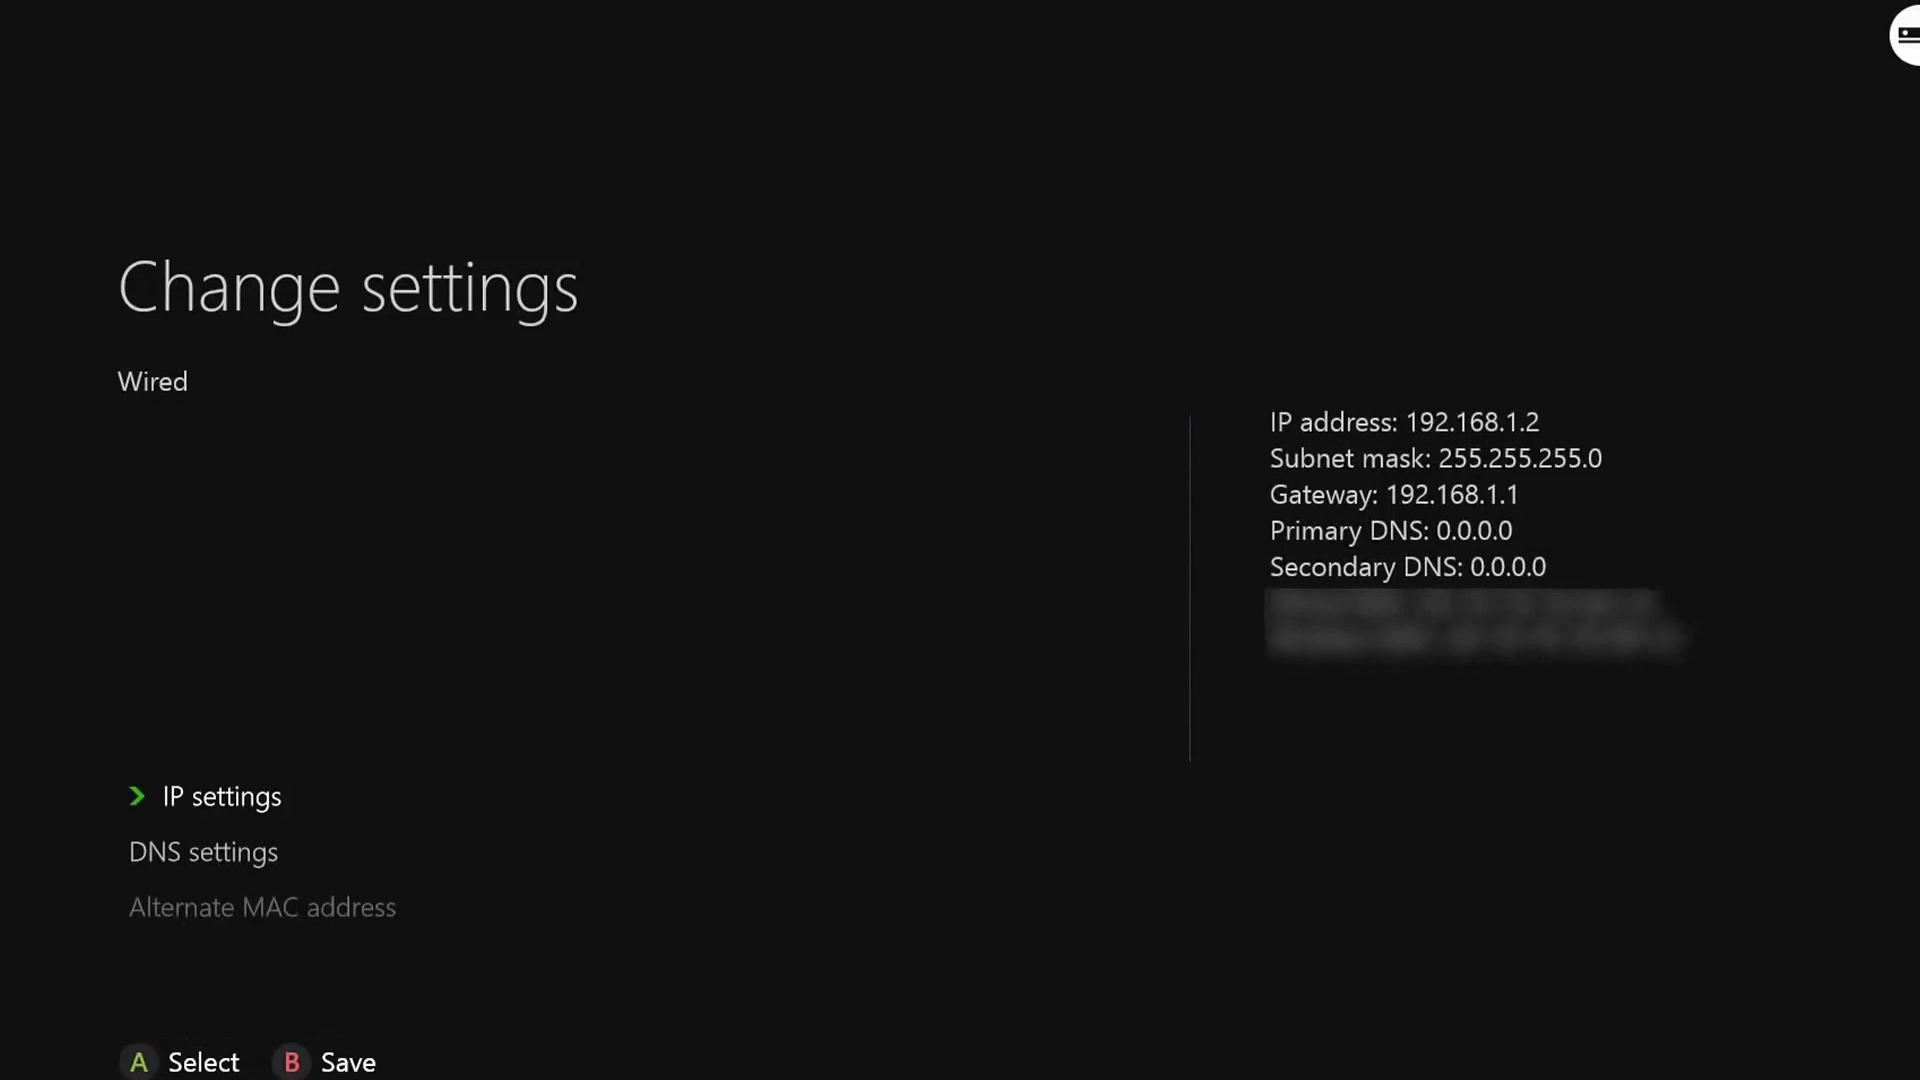 Change settings
Wired
IP address: 192.168.1.2
Subnet mask: 255.255.255.0
Gateway: 192.168.1.1
Primary DNS: 0.0.0.0
Secondary DNS: 0.0.0.0
IP settings
DNS settings
Alternate MAC address
A Select B Save